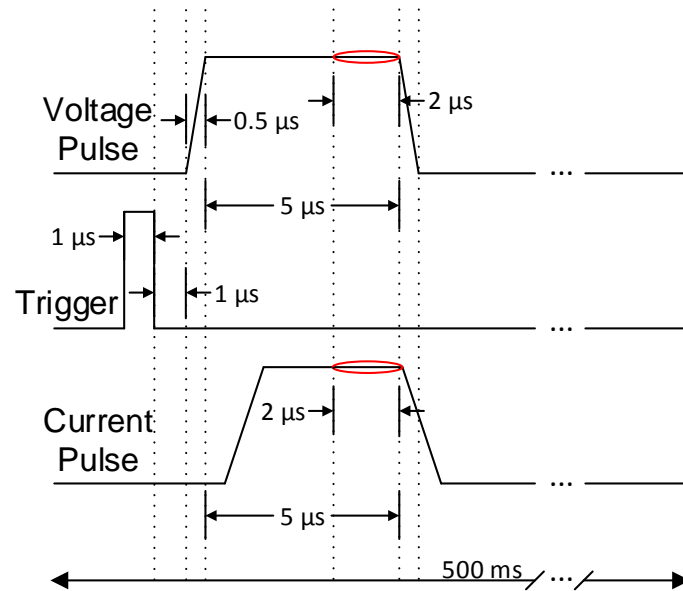 Voltage
Pulse
0.5 µs
2 µs
5 µs
...
1 µs
Trigger
1 µs
...
Current
Pulse
2 µs
5 µs
...
500 ms
...